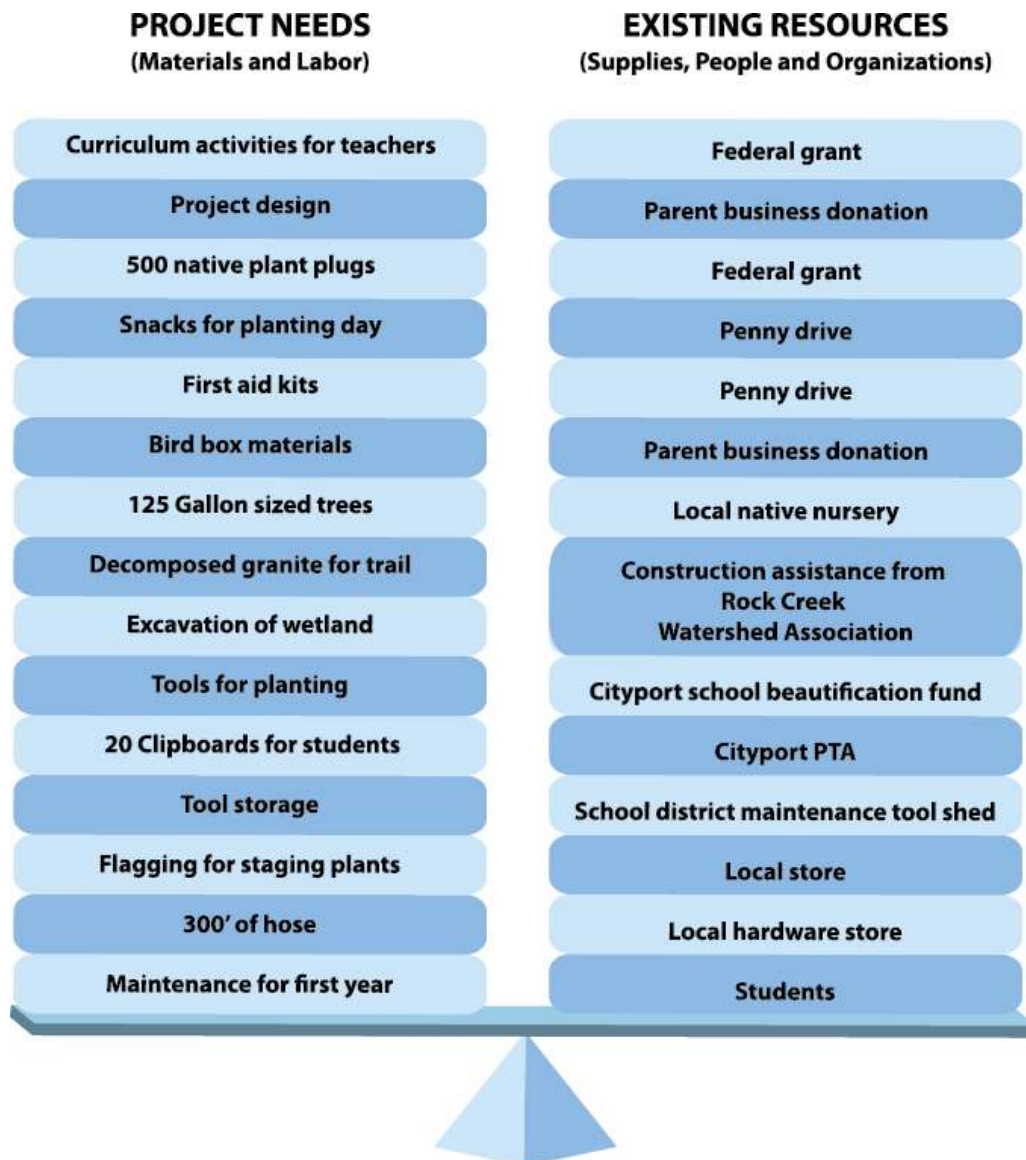 PROJECT NEEDS
(Materials and Labor)
Curriculum activities for teachers
Project design
500 native plant plugs
Snacks for planting day
First aid kits
Bird box materials
125 Gallon sized trees
Decomposed granite for trail
Excavation of wetland
Tools for planting
20 Clipboards for students
Tool storage
Flagging for staging plants
300’ of hose
Maintenance for first year
EXISTING RESOURCES
(Supplies, People and Organizations)
Federal grant
Parent business donation
Federal grant
Penny drive
Penny drive
Parent business donation
Local native nursery
Construction assistance from
Rock Creek
Watershed Association
Cityport school beautification fund
Cityport PTA
School district maintenance tool shed
Local store
Local hardware store
Students